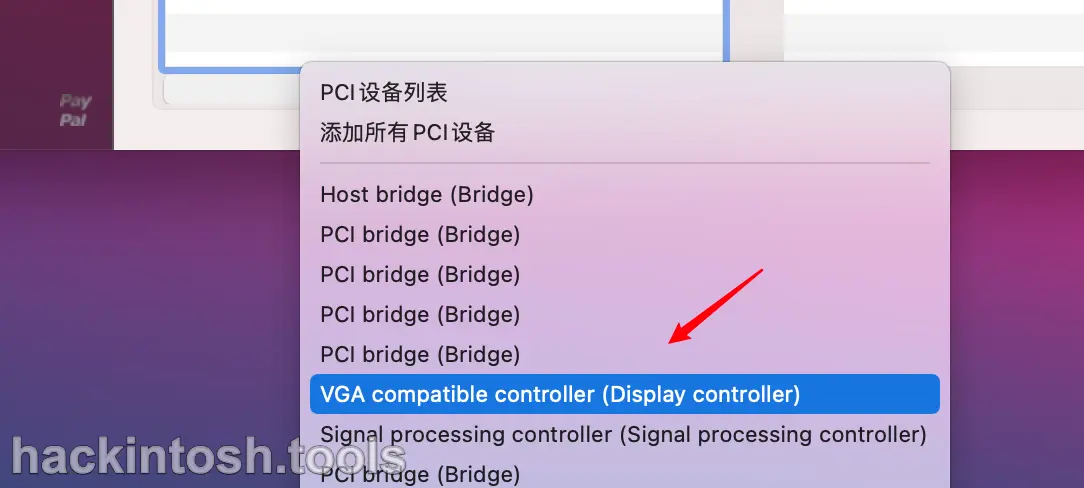 PCI设备列表
添加所有PCI设备
Host bridge (Bridge)
PCI bridge (Bridge)
PCI bridge (Bridge)
PCI bridge (Bridge)
PCI bridge (Bridge)
VGA compatible controller (Display controller)
Signal processing controller (Signal processing controller)
PCI bridge (Bridge)
Pay
Pal
hackintosh.tools